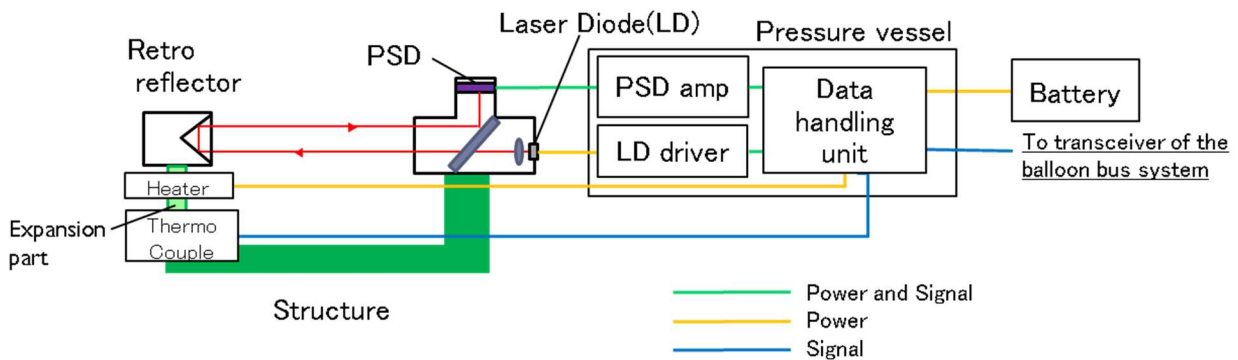 Laser Diode(LD)
Pressure vessel
Retro
reflector
PSD
PSD amp
Data
handling
unit
Battery
LD driver
To transceiver of the
balloon bus system
Heater
Expansion
part
Thermo
Couple
Structure
Power and Signal
Power
Signal